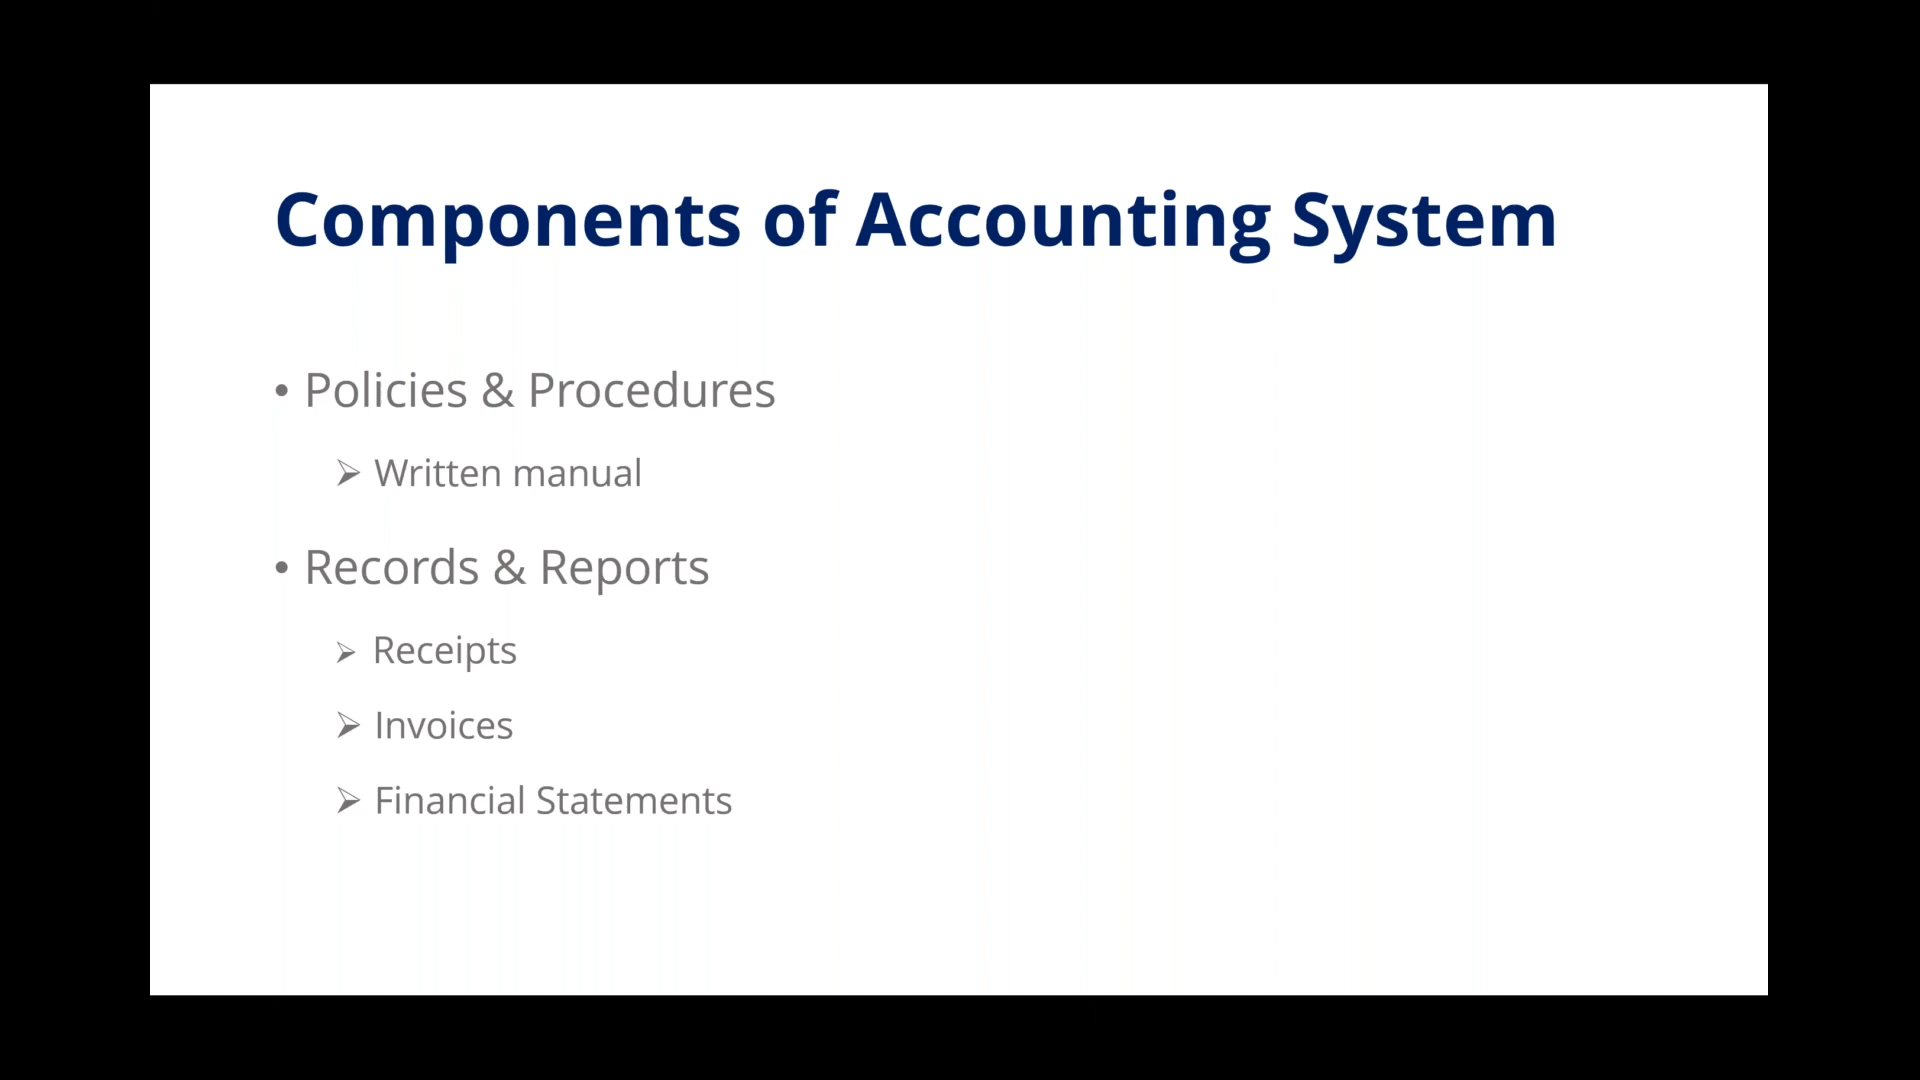 Components of Accounting System
• Policies & Procedures
➢ Written manual
• Records & Reports
➢ Receipts
➢ Invoices
➢ Financial Statements